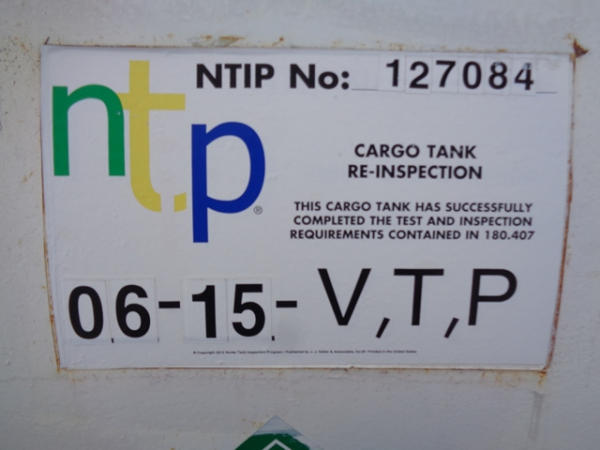 ntp®
NTIP No: 127084
CARGO TANK
RE-INSPECTION
THIS CARGO TANK HAS SUCCESSFULLY
COMPLETED THE TEST AND INSPECTION
REQUIREMENTS CONTAINED IN 180.407
06-15-V,T,P